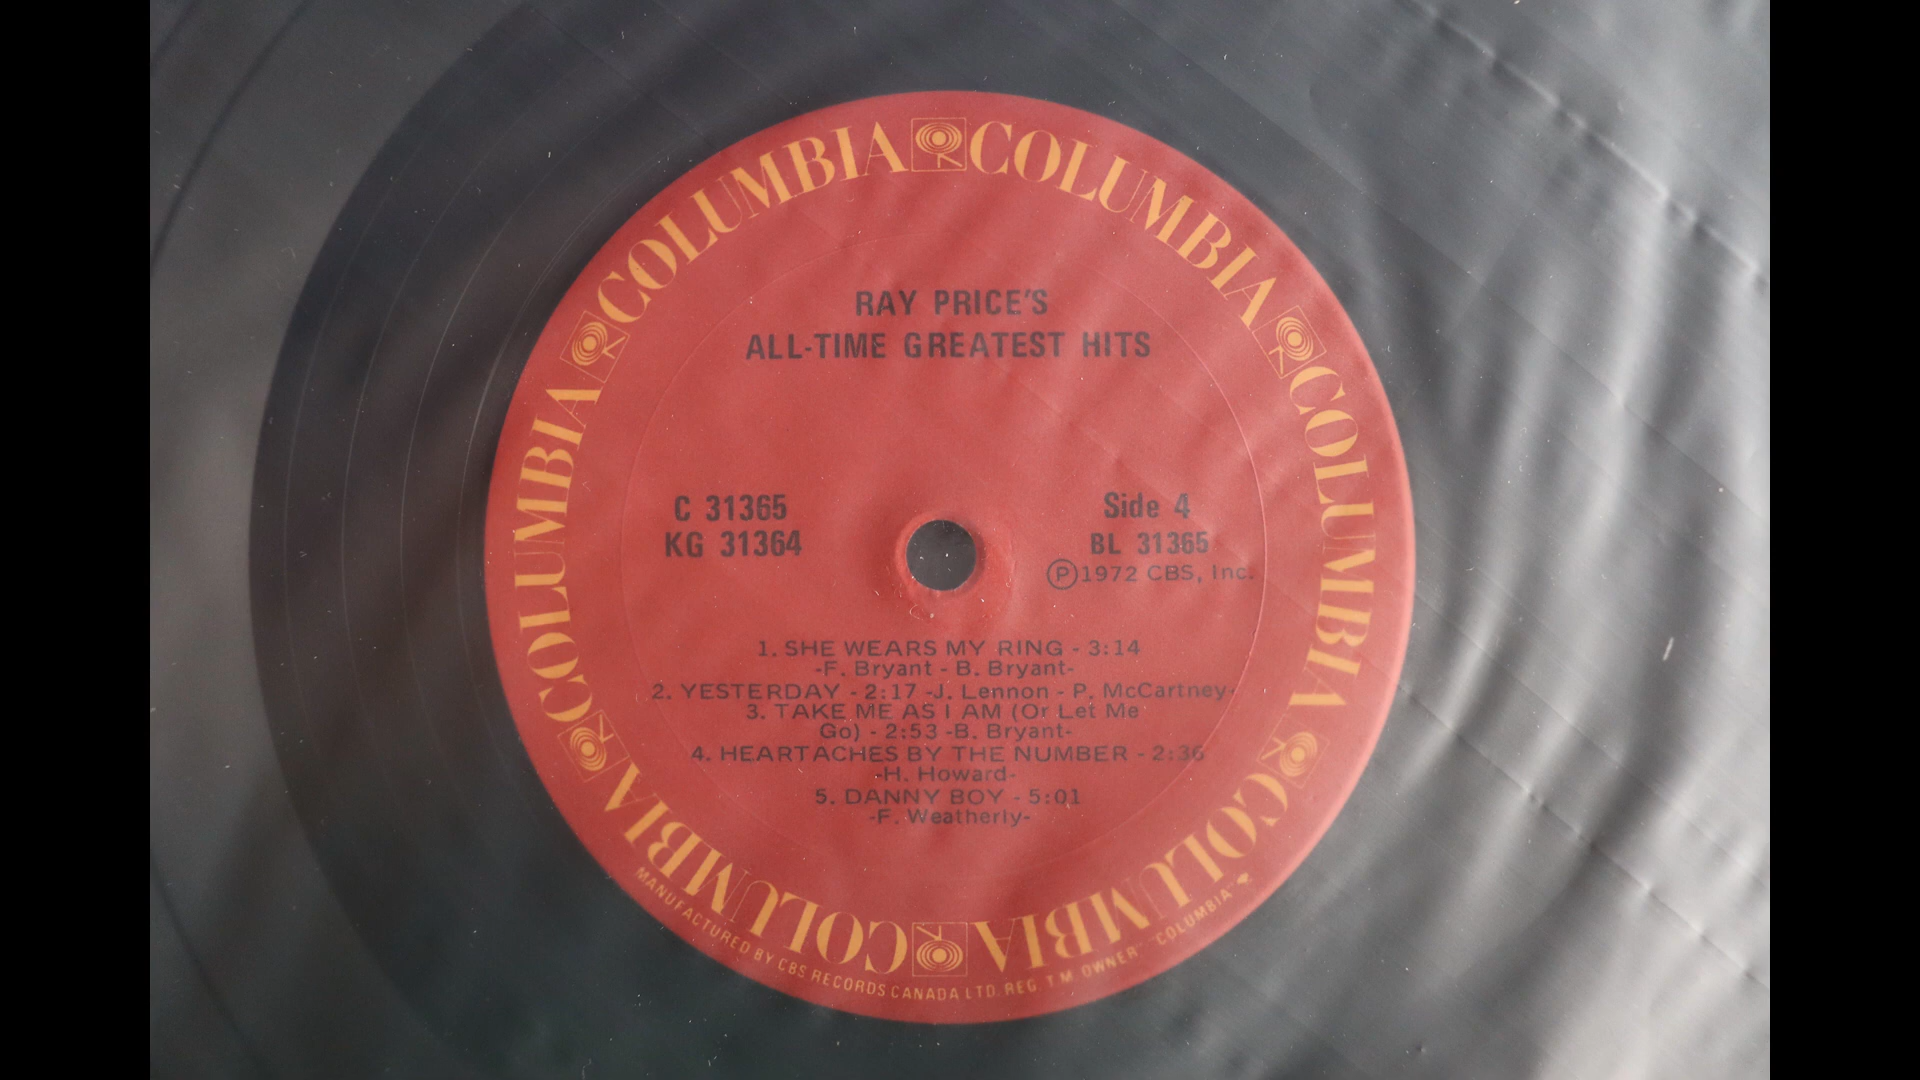 COLUMBIA COLUMBIA COLUMBIA COLUMBIA COLUMBIA COLUMBIA
RAY PRICE'S
ALL-TIME GREATEST HITS
C 31365
KG 31364
Side 4
BL 31365
Ⓟ1972 CBS, Inc.
1. SHE WEARS MY RING - 3:14
-F. Bryant - B. Bryant-
2. YESTERDAY - 2:17 -J. Lennon - P. McCartney-
3. TAKE ME AS I AM (Or Let Me
Go) - 2:53 -B. Bryant-
4. HEARTACHES BY THE NUMBER - 2:36
-H. Howard-
5. DANNY BOY - 5:01
-F. Weatherly-
MANUFACTURED BY CBS RECORDS CANADA LTD. REG. T.M. OWNER "COLUMBIA"